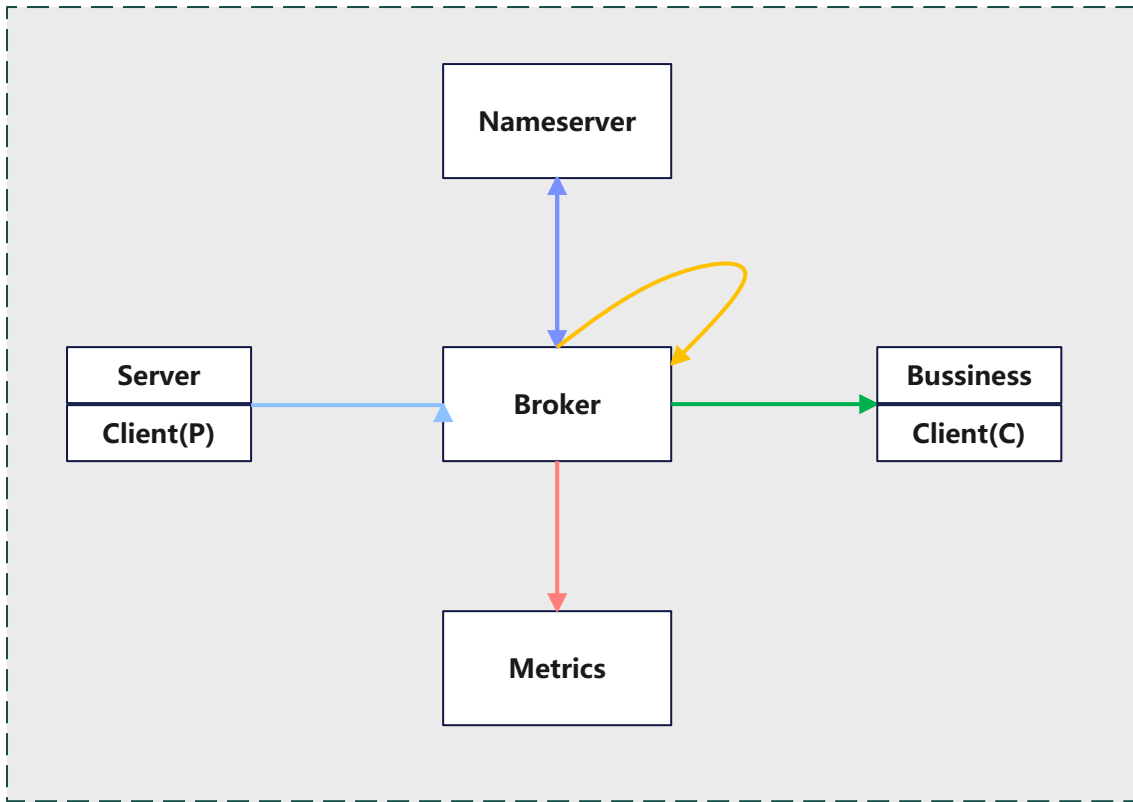 Nameserver
Server
Client(P)
Broker
Bussiness
Client(C)
Metrics